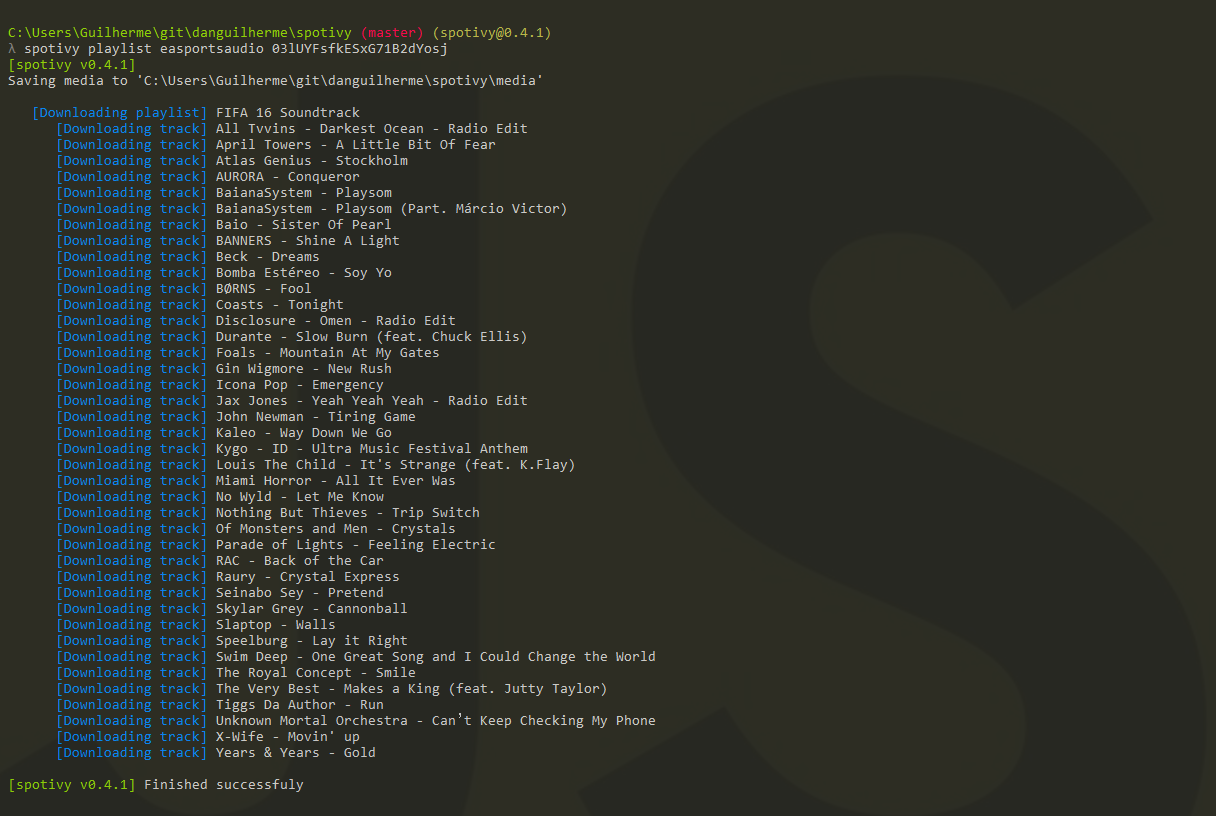 C:\Users\Guilherme\git\danguilherme\spotivy (master) (spotivy@0.4.1)
λ spotivy playlist easportsaudio 03lUYFsfkESxG71B2dYosj
[spotivy v0.4.1]
Saving media to 'C:\Users\Guilherme\git\danguilherme\spotivy\media'
[Downloading playlist] FIFA 16 Soundtrack
[Downloading track] All Tvvins - Darkest Ocean - Radio Edit
[Downloading track] April Towers - A Little Bit Of Fear
[Downloading track] Atlas Genius - Stockholm
[Downloading track] AURORA - Conqueror
[Downloading track] BaianaSystem - Playsom
[Downloading track] BaianaSystem - Playsom (Part. Márcio Victor)
[Downloading track] Baio - Sister Of Pearl
[Downloading track] BANNERS - Shine A Light
[Downloading track] Beck - Dreams
[Downloading track] Bomba Estéreo - Soy Yo
[Downloading track] BØRNS - Fool
[Downloading track] Coasts - Tonight
[Downloading track] Disclosure - Omen - Radio Edit
[Downloading track] Durante - Slow Burn (feat. Chuck Ellis)
[Downloading track] Foals - Mountain At My Gates
[Downloading track] Gin Wigmore - New Rush
[Downloading track] Icona Pop - Emergency
[Downloading track] Jax Jones - Yeah Yeah Yeah - Radio Edit
[Downloading track] John Newman - Tiring Game
[Downloading track] Kaleo - Way Down We Go
[Downloading track] Kygo - ID - Ultra Music Festival Anthem
[Downloading track] Louis The Child - It's Strange (feat. K.Flay)
[Downloading track] Miami Horror - All It Ever Was
[Downloading track] No Wyld - Let Me Know
[Downloading track] Nothing But Thieves - Trip Switch
[Downloading track] Of Monsters and Men - Crystals
[Downloading track] Parade of Lights - Feeling Electric
[Downloading track] RAC - Back of the Car
[Downloading track] Raury - Crystal Express
[Downloading track] Seinabo Sey - Pretend
[Downloading track] Skylar Grey - Cannonball
[Downloading track] Slaptop - Walls
[Downloading track] Speelburg - Lay it Right
[Downloading track] Swim Deep - One Great Song and I Could Change the World
[Downloading track] The Royal Concept - Smile
[Downloading track] The Very Best - Makes a King (feat. Jutty Taylor)
[Downloading track] Tiggs Da Author - Run
[Downloading track] Unknown Mortal Orchestra - Can’t Keep Checking My Phone
[Downloading track] X-Wife - Movin' up
[Downloading track] Years & Years - Gold
[spotivy v0.4.1] Finished successfuly